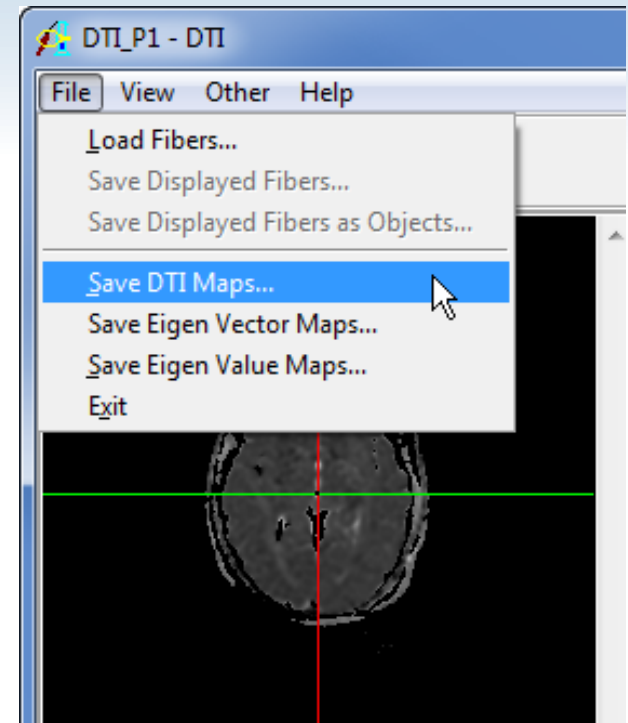 DTI_P1 - DTI
File View Other Help
Load Fibers...
Save Displayed Fibers...
Save Displayed Fibers as Objects...
Save DTI Maps...
Save Eigen Vector Maps...
Save Eigen Value Maps...
Exit